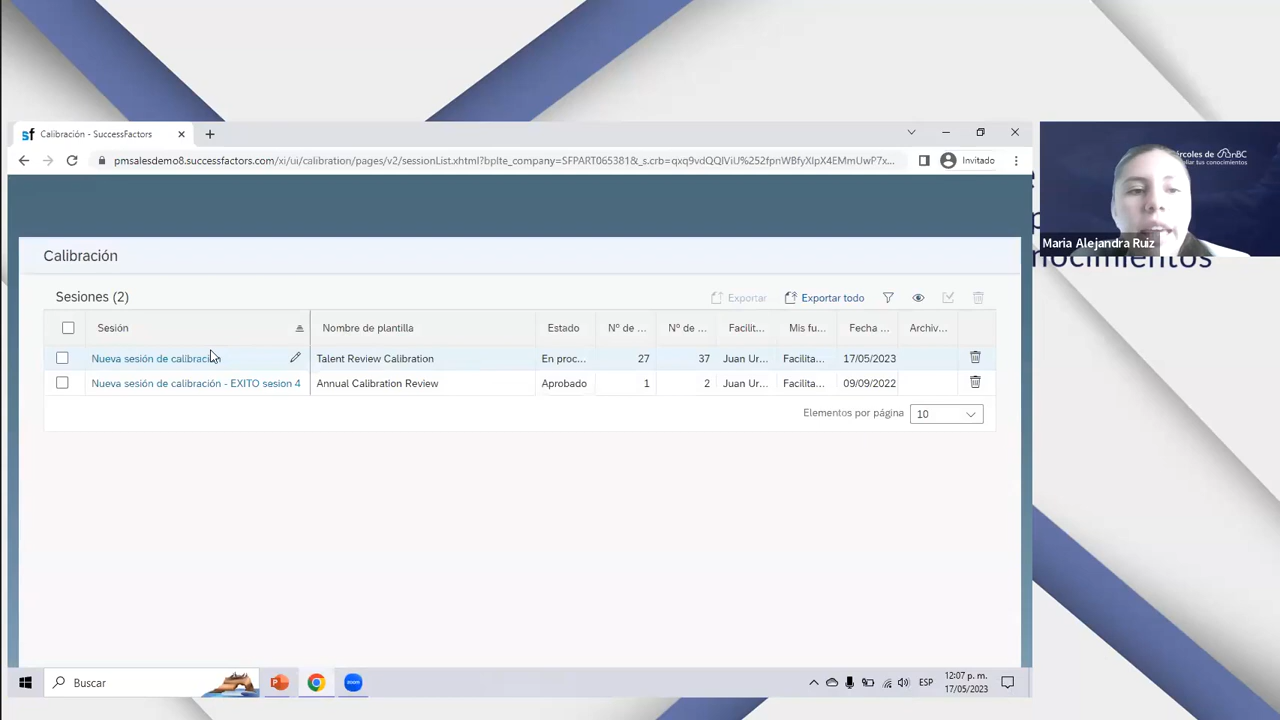 Calibración - SuccessFactors
pmsalesdemo8.successfactors.com/xi/ui/calibration/pages/v2/sessionList.xhtml?bplte_company=SFPART065381&_s.crb=
Invitado
Calibración
Sesiones (2)
Exportar
Exportar todo
Sesión Nombre de plantilla Estado Nº de ... Nº de ... Facilit... Mis fu... Fecha ... Archiv...
Nueva sesión de Talent Review Calibration En proc... 27 37 Juan Ur... Facilita... 17/05/2023
Nueva sesión de calibración - EXITO sesion 4 Annual Calibration Review Aprobado 1 2 Juan Ur... Facilita... 09/09/2022
Elementos por página 10
Maria Alejandra Ruiz
Buscar
ESP
12:07 p. m.
17/05/2023